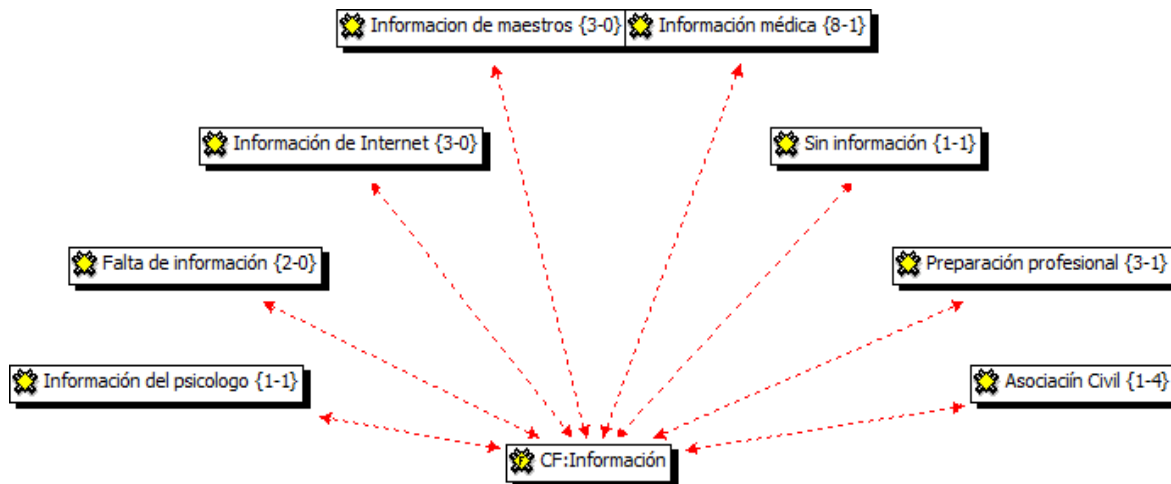 Informacion de maestros {3-0}
Información médica {8-1}
Información de Internet {3-0}
Sin información {1-1}
Falta de información {2-0}
Preparación profesional {3-1}
Información del psicologo {1-1}
Asociaciín Civil {1-4}
CF:Información